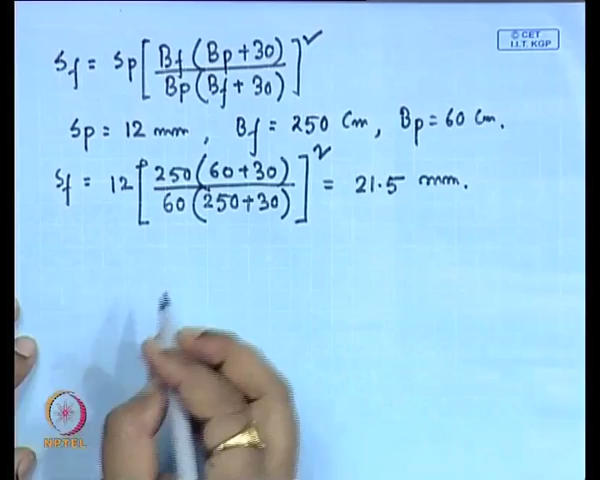 © CET
I.I.T. KGP
Sf = Sp [ Bf (Bp + 30) / Bp (Bf + 30) ]²
Sp = 12 mm , Bf = 250 Cm , Bp = 60 Cm .
Sf = 12 [ 250 (60 + 30) / 60 (250 + 30) ]² = 21.5 mm .
NPTEL